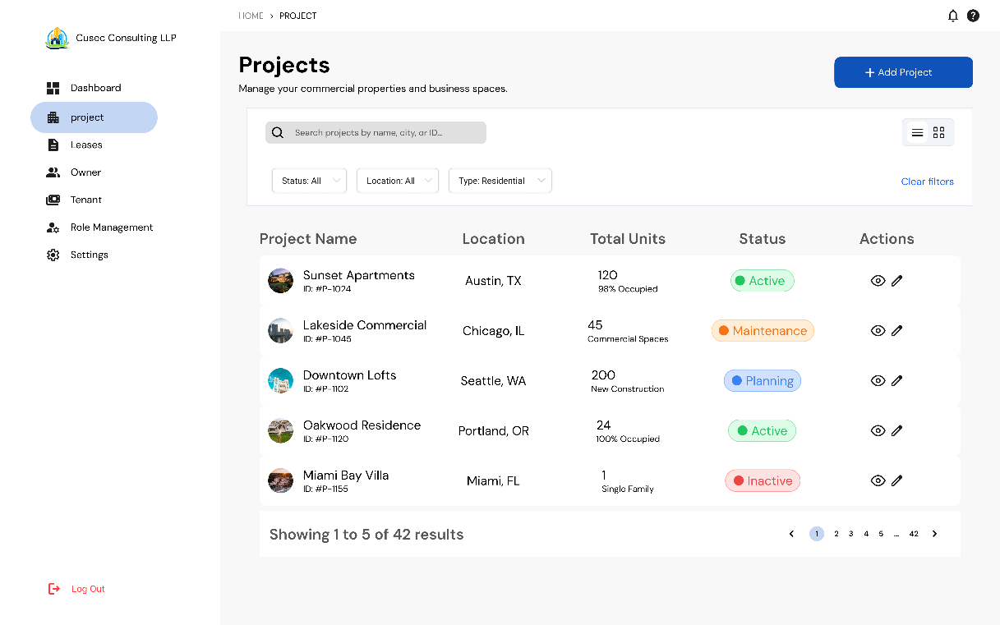 HOME > PROJECT
?
Cusec Consulting LLP
Dashboard
project
Leases
Owner
Tenant
Role Management
Settings
Log Out
Projects
Manage your commercial properties and business spaces.
+ Add Project
Search projects by name, city, or ID...
Status: All
Location: All
Type: Residential
Clear filters
Project Name Location Total Units Status Actions
Sunset Apartments
ID: #P-1024
Austin, TX
120
98% Occupied
Active
Lakeside Commercial
ID: #P-1045
Chicago, IL
45
Commercial Spaces
Maintenance
Downtown Lofts
ID: #P-1102
Seattle, WA
200
New Construction
Planning
Oakwood Residence
ID: #P-1120
Portland, OR
24
100% Occupied
Active
Miami Bay Villa
ID: #P-1155
Miami, FL
1
Single Family
Inactive
Showing 1 to 5 of 42 results
< 1 2 3 4 5 ... 42 >